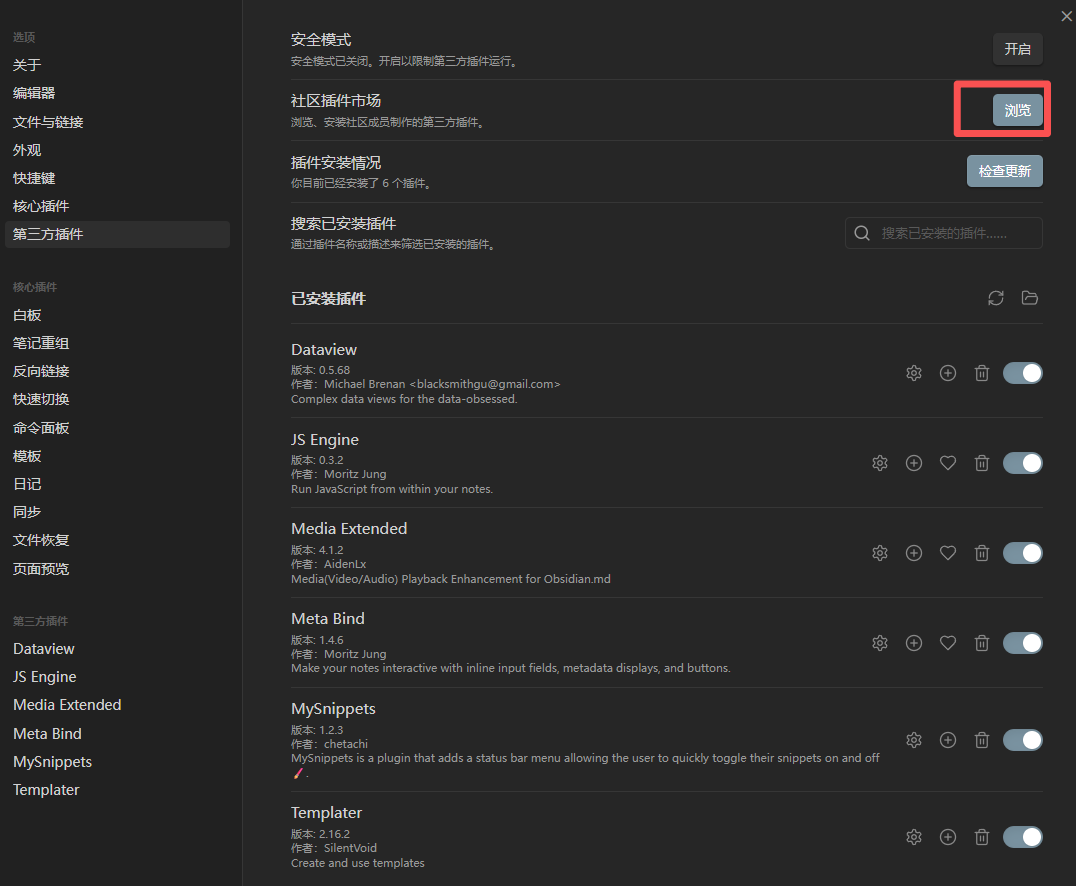 选项
关于
编辑器
文件与链接
外观
快捷键
核心插件
第三方插件
核心插件
白板
笔记重组
反向链接
快速切换
命令面板
模板
日记
同步
文件恢复
页面预览
第三方插件
Dataview
JS Engine
Media Extended
Meta Bind
MySnippets
Templater
安全模式
安全模式已关闭。开启以限制第三方插件运行。
开启
社区插件市场
浏览、安装社区成员制作的第三方插件。
浏览
插件安装情况
你目前已经安装了 6 个插件。
检查更新
搜索已安装插件
通过插件名称或描述来筛选已安装的插件。
搜索已安装的插件......
已安装插件
Dataview
版本: 0.5.68
作者：Michael Brenan <blacksmithgu@gmail.com>
Complex data views for the data-obsessed.
JS Engine
版本: 0.3.2
作者：Moritz Jung
Run JavaScript from within your notes.
Media Extended
版本: 4.1.2
作者：AidenLx
Media(Video/Audio) Playback Enhancement for Obsidian.md
Meta Bind
版本: 1.4.6
作者：Moritz Jung
Make your notes interactive with inline input fields, metadata displays, and buttons.
MySnippets
版本: 1.2.3
作者：chetachi
MySnippets is a plugin that adds a status bar menu allowing the user to quickly toggle their snippets on and off
🖌️.
Templater
版本: 2.16.2
作者：SilentVoid
Create and use templates